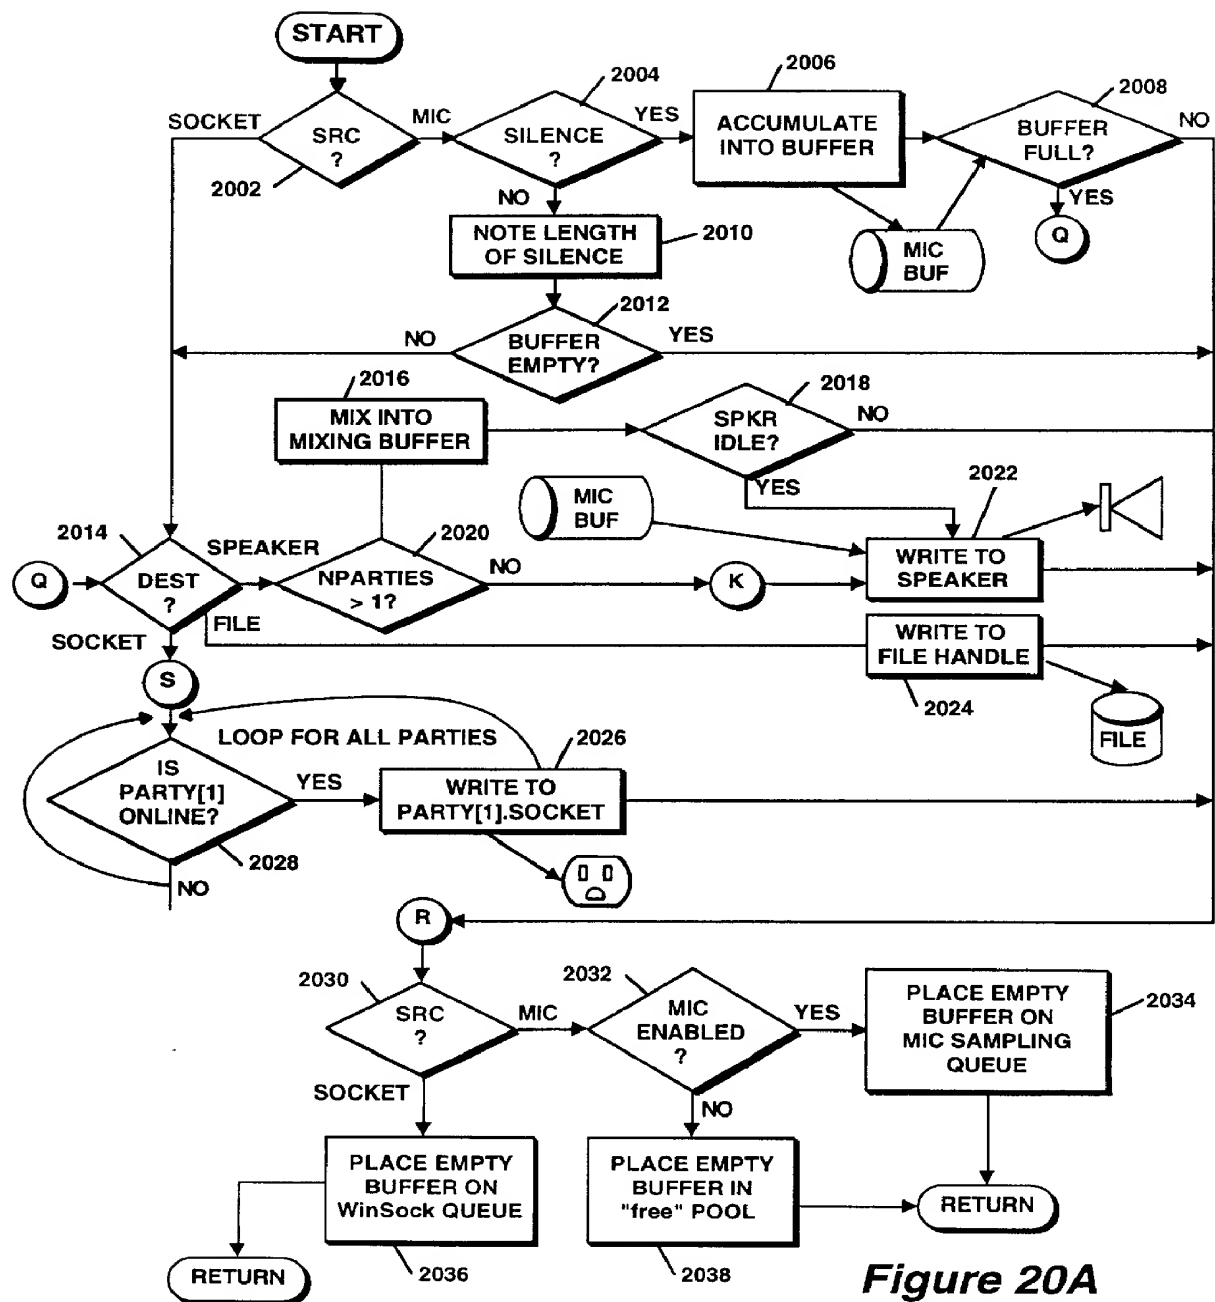 START
2004
2006
2008
SOCKET
SRC
?
MIC
SILENCE
?
YES
ACCUMULATE
INTO BUFFER
BUFFER
FULL?
NO
2002
NO
YES
NOTE LENGTH
OF SILENCE
2010
MIC
BUF
Q
2012
NO
BUFFER
EMPTY?
YES
2016
2018
MIX INTO
MIXING BUFFER
SPKR
IDLE?
NO
YES
2022
MIC
BUF
2014
SPEAKER
2020
Q
DEST
?
NPARTIES
> 1?
NO
K
WRITE TO
SPEAKER
SOCKET
FILE
WRITE TO
FILE HANDLE
S
2024
FILE
LOOP FOR ALL PARTIES
2026
IS
PARTY[1]
ONLINE?
YES
WRITE TO
PARTY[1].SOCKET
2028
NO
R
2030
2032
2034
SRC
?
MIC
MIC
ENABLED
?
YES
PLACE EMPTY
BUFFER ON
MIC SAMPLING
QUEUE
SOCKET
NO
PLACE EMPTY
BUFFER ON
WinSock QUEUE
PLACE EMPTY
BUFFER IN
"free" POOL
RETURN
RETURN
2036
2038
Figure 20A